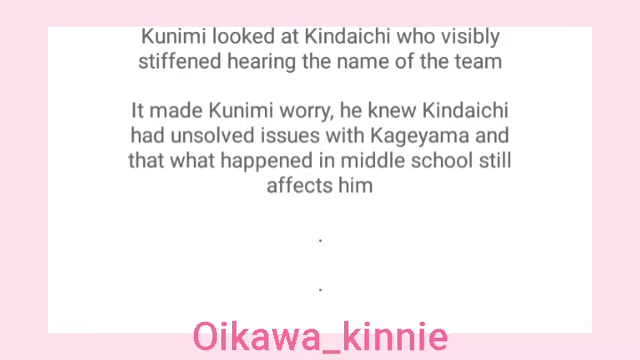 Kunimi looked at Kindaichi who visibly
stiffened hearing the name of the team
It made Kunimi worry, he knew Kindaichi
had unsolved issues with Kageyama and
that what happened in middle school still
affects him
.
.
Oikawa_kinnie